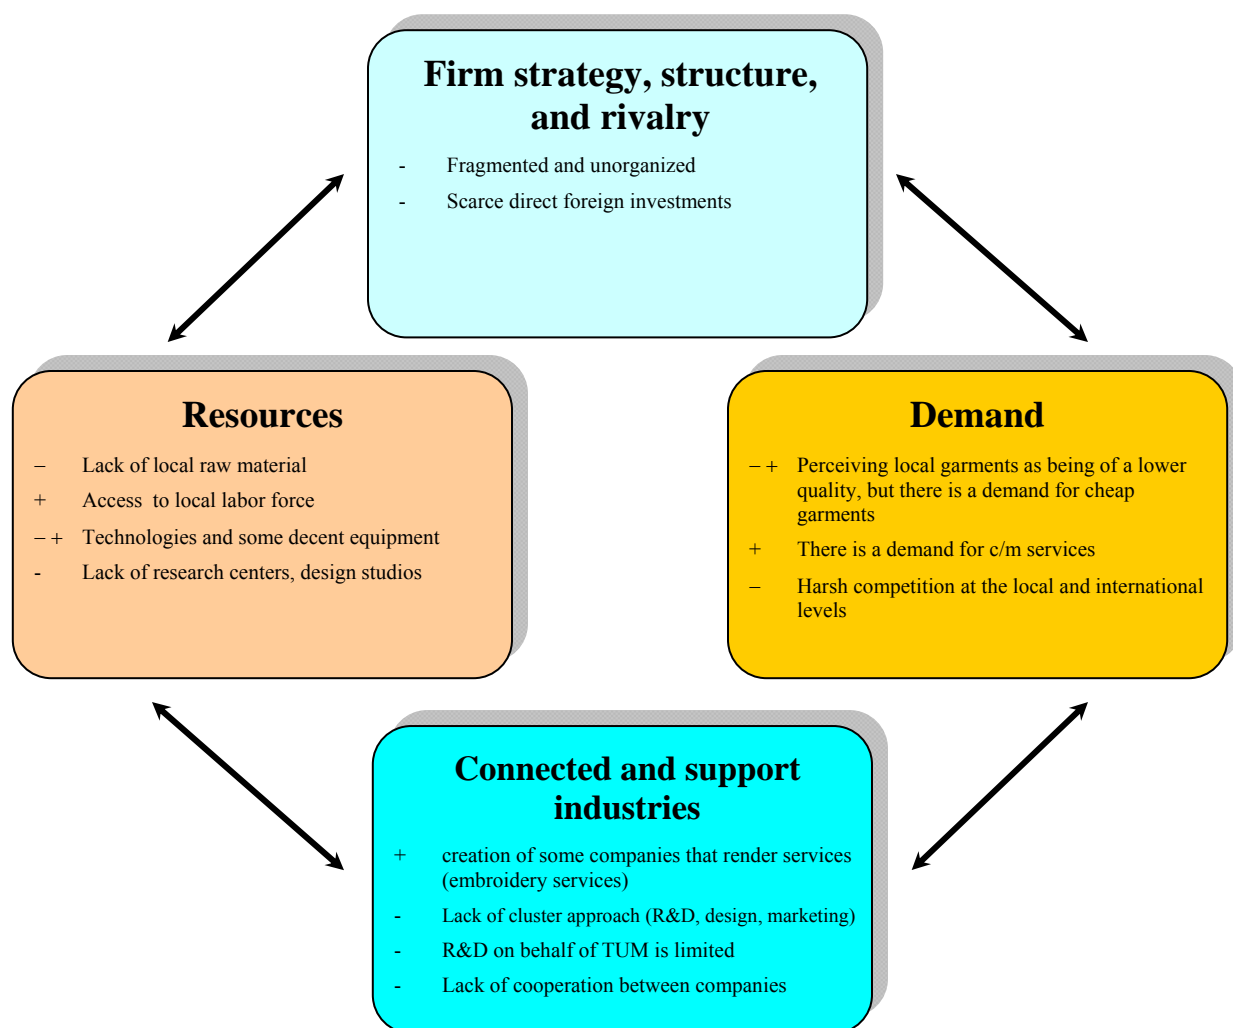 Firm strategy, structure,
and rivalry
- Fragmented and unorganized
- Scarce direct foreign investments
Resources
– Lack of local raw material
+ Access to local labor force
– + Technologies and some decent equipment
- Lack of research centers, design studios
Demand
– + Perceiving local garments as being of a lower
quality, but there is a demand for cheap
garments
+ There is a demand for c/m services
– Harsh competition at the local and international
levels
Connected and support
industries
+ creation of some companies that render services
(embroidery services)
- Lack of cluster approach (R&D, design, marketing)
- R&D on behalf of TUM is limited
- Lack of cooperation between companies